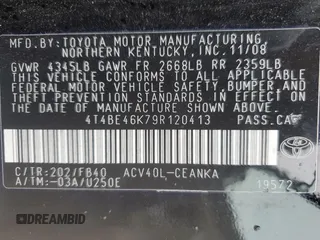 MFD.BY:TOYOTA MOTOR MANUFACTURING,
NORTHERN KENTUCKY,INC.11/08
GVWR 4345LB GAWR FR 2668LB RR 2359LB
THIS VEHICLE CONFORMS TO ALL APPLICABLE
FEDERAL MOTOR VEHICLE SAFETY, BUMPER, AND
THEFT PREVENTION STANDARDS IN EFFECT ON
THE DATE OF MANUFACTURE SHOWN ABOVE.
4T4BE46K79R120413 PASS.CAR
C/TR:202/FB40 ACV40L-CEANKA
A/TM:-03A/U250E
19572
TOYOTA
DREAMBID